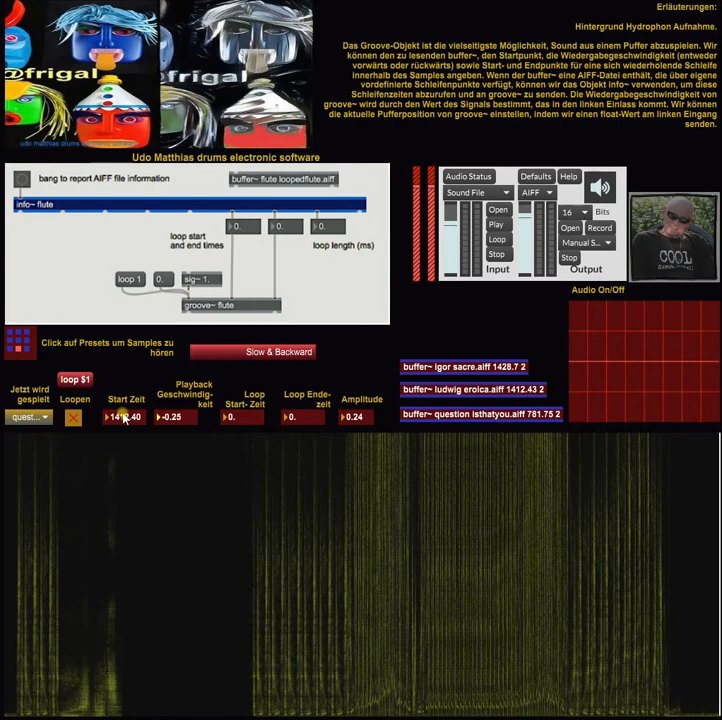 Erläuterungen:
Hintergrund Hydrophon Aufnahme.
Das Groove-Objekt ist die vielseitigste Möglichkeit, Sound aus einem Puffer abzuspielen. Wir
können den zu lesenden buffer~, den Startpunkt, die Wiedergabegeschwindigkeit (entweder
vorwärts oder rückwärts) sowie Start- und Endpunkte für eine sich wiederholende Schleife
innerhalb des Samples angeben. Wenn der buffer~ eine AIFF-Datei enthält, die über eigene
vordefinierte Schleifenpunkte verfügt, können wir das Objekt info~ verwenden, um diese
Schleifenzeiten abzurufen und an groove~ zu senden. Die Wiedergabegeschwindigkeit von
groove~ wird durch den Wert des Signals bestimmt, das in den linken Einlass kommt. Wir können
die aktuelle Pufferposition von groove~ einstellen, indem wir einen float-Wert am linken Eingang
senden.
@frigal
@frigal
udo matthias drums electronic software
Udo Matthias drums electronic software
bang to report AIFF file information
buffer~ flute loopedflute.aiff
info~ flute
0.
0.
0.
loop start
and end times
loop length (ms)
loop 1
0.
sig~ 1.
groove~ flute
Audio Status
Defaults
Help
Sound File
AIFF
Open
Play
Loop
Stop
Input
16
Bits
Open
Record
Manual S...
Stop
Output
COOL
Audio On/Off
Click auf Presets um Samples zu
hören
Slow & Backward
buffer~ igor sacre.aiff 1428.7 2
buffer~ ludwig eroica.aiff 1412.43 2
buffer~ question isthatyou.aiff 781.75 2
Jetzt wird
gespielt
loop $1
Loopen
Start Zeit
Playback
Geschwindig-
keit
Loop
Start- Zeit
Loop Ende-
zeit
Amplitude
quest...
-0.25
0.
0.
0.24